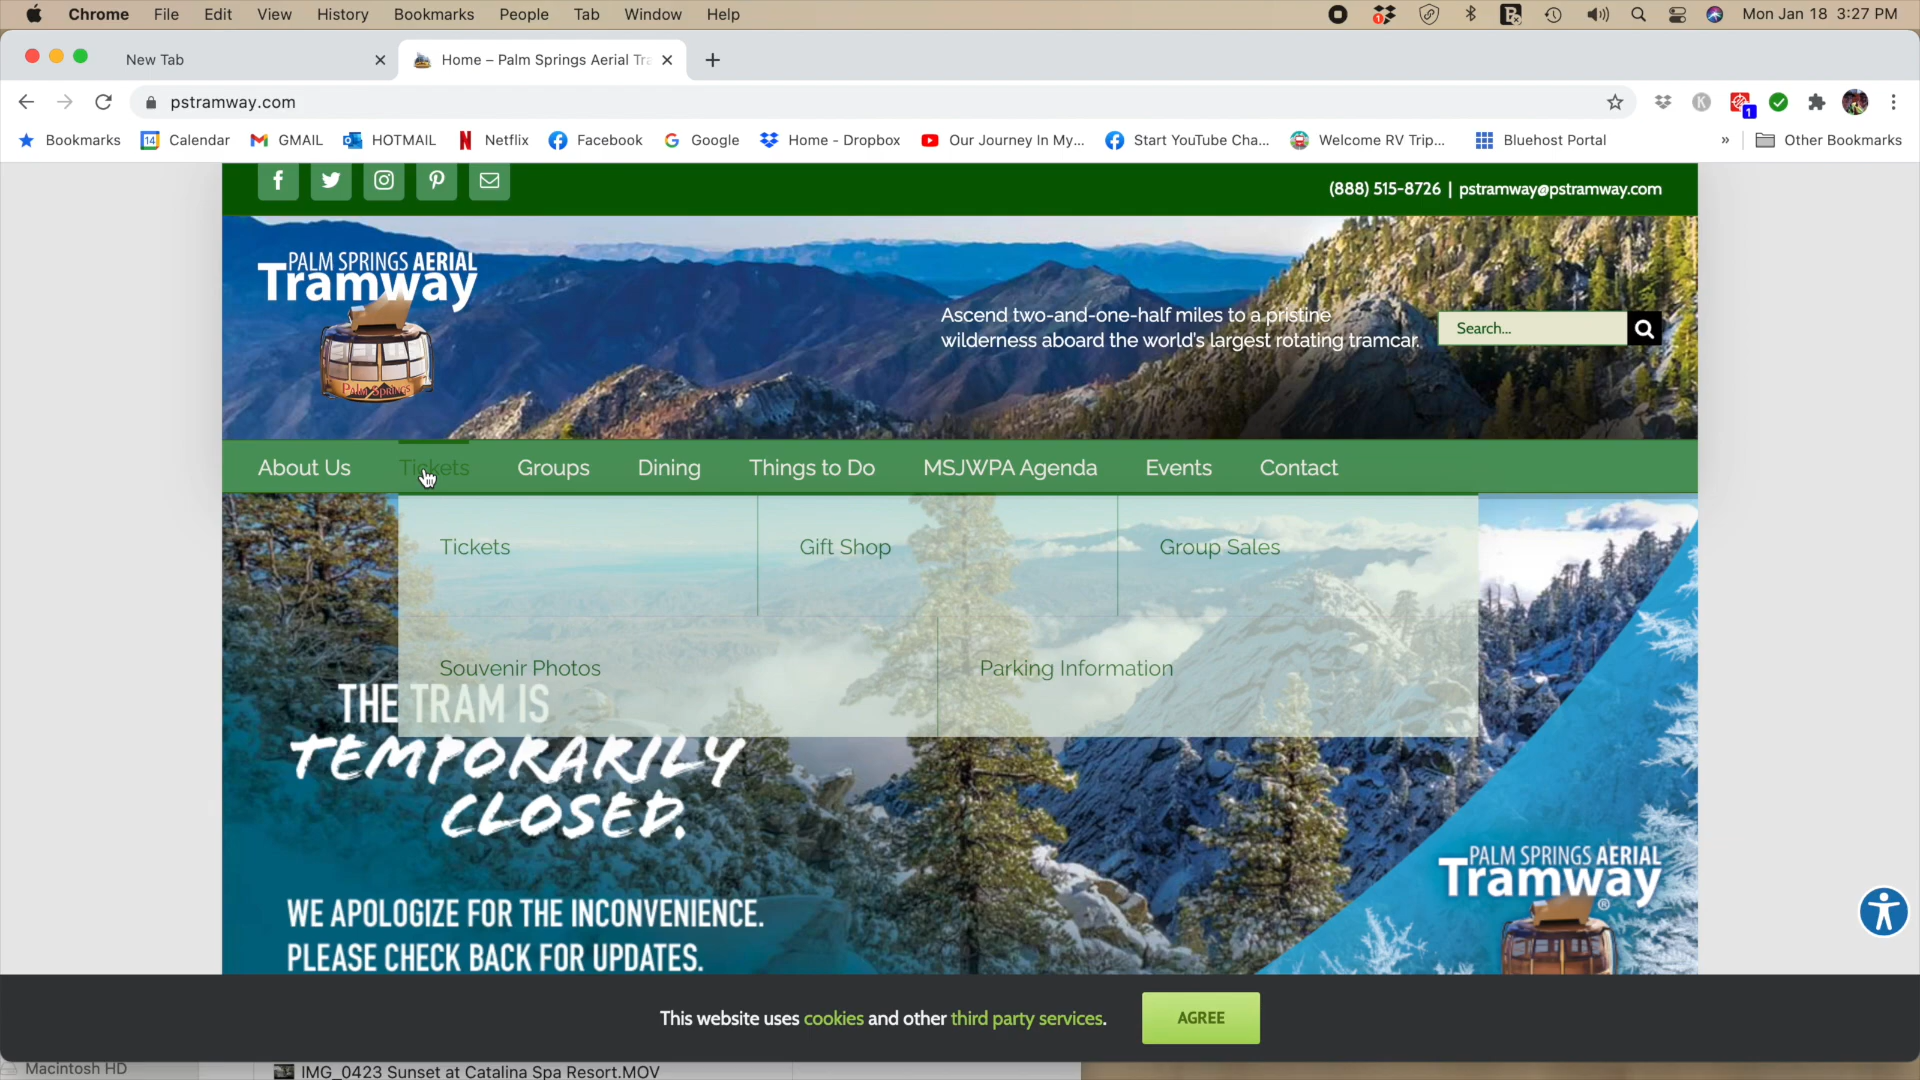 Chrome File Edit View History Bookmarks People Tab Window Help
1
Mon Jan 18 3:27 PM
New Tab
Home – Palm Springs Aerial Tra
pstramway.com
K
1
Bookmarks 14 Calendar GMAIL HOTMAIL Netflix Facebook Google Home - Dropbox Our Journey In My... Start YouTube Cha... Welcome RV Trip... Bluehost Portal » Other Bookmarks
(888) 515-8726 | pstramway@pstramway.com
PALM SPRINGS AERIAL
Tramway
Palm Springs
Ascend two-and-one-half miles to a pristine
wilderness aboard the world's largest rotating tramcar.
Search...
About Us Tickets Groups Dining Things to Do MSJWPA Agenda Events Contact
Tickets Gift Shop Group Sales
Souvenir Photos Parking Information
THE TRAM IS
TEMPORARILY
CLOSED.
WE APOLOGIZE FOR THE INCONVENIENCE.
PLEASE CHECK BACK FOR UPDATES.
PALM SPRINGS AERIAL
Tramway®
This website uses cookies and other third party services.
AGREE
Macintosh HD
IMG_0423 Sunset at Catalina Spa Resort.MOV